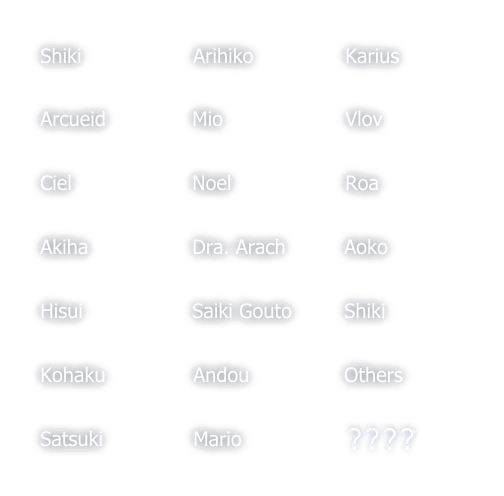 Shiki Arihiko Karius
Arcueid Mio Vlov
Ciel Noel Roa
Akiha Dra. Arach Aoko
Hisui Saiki Gouto Shiki
Kohaku Andou Others
Satsuki Mario ????